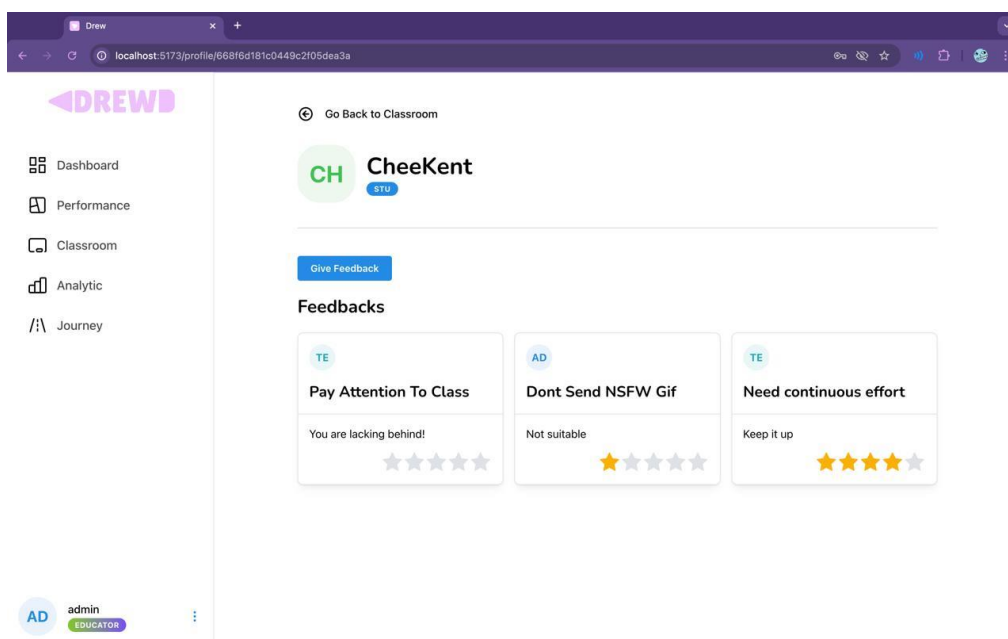 Drew
localhost:5173/profile/668f6d181c0449c2f05dea3a
DREWD
Dashboard
Performance
Classroom
Analytic
Journey
AD
admin
EDUCATOR
Go Back to Classroom
CH
CheeKent
STU
Give Feedback
Feedbacks
TE
Pay Attention To Class
You are lacking behind!
AD
Dont Send NSFW Gif
Not suitable
TE
Need continuous effort
Keep it up